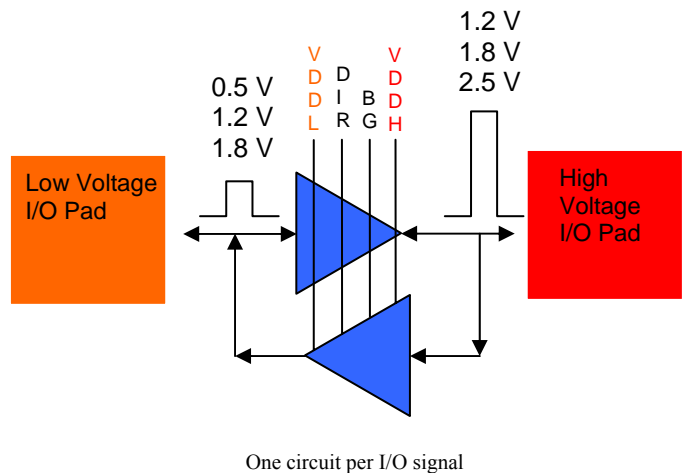 Low Voltage
I/O Pad
0.5 V
1.2 V
1.8 V
VDDL
DIR
BG
VDDH
1.2 V
1.8 V
2.5 V
High
Voltage
I/O Pad
One circuit per I/O signal